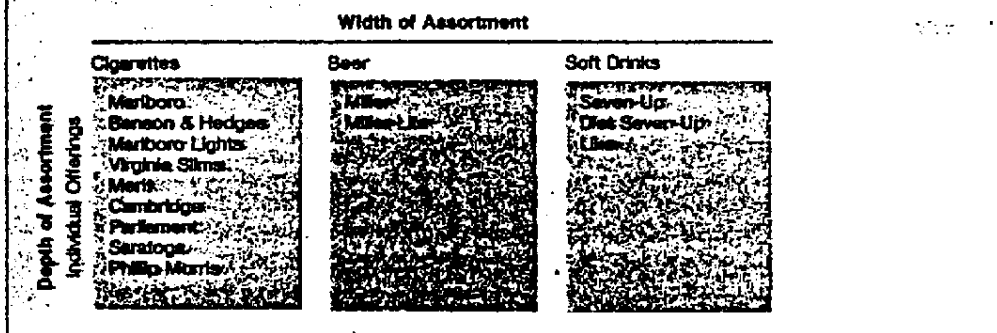 Width of Assortment
Depth of Assortment
Individual Offerings
Cigarettes
Marlboro
Benson & Hedges
Marlboro Lights
Virginia Slims
Merit
Cambridge
Parliament
Saratoga
Phillip Morris
Beer
Miller
Miller Lite
Soft Drinks
Seven-Up
Diet Seven-Up
Like